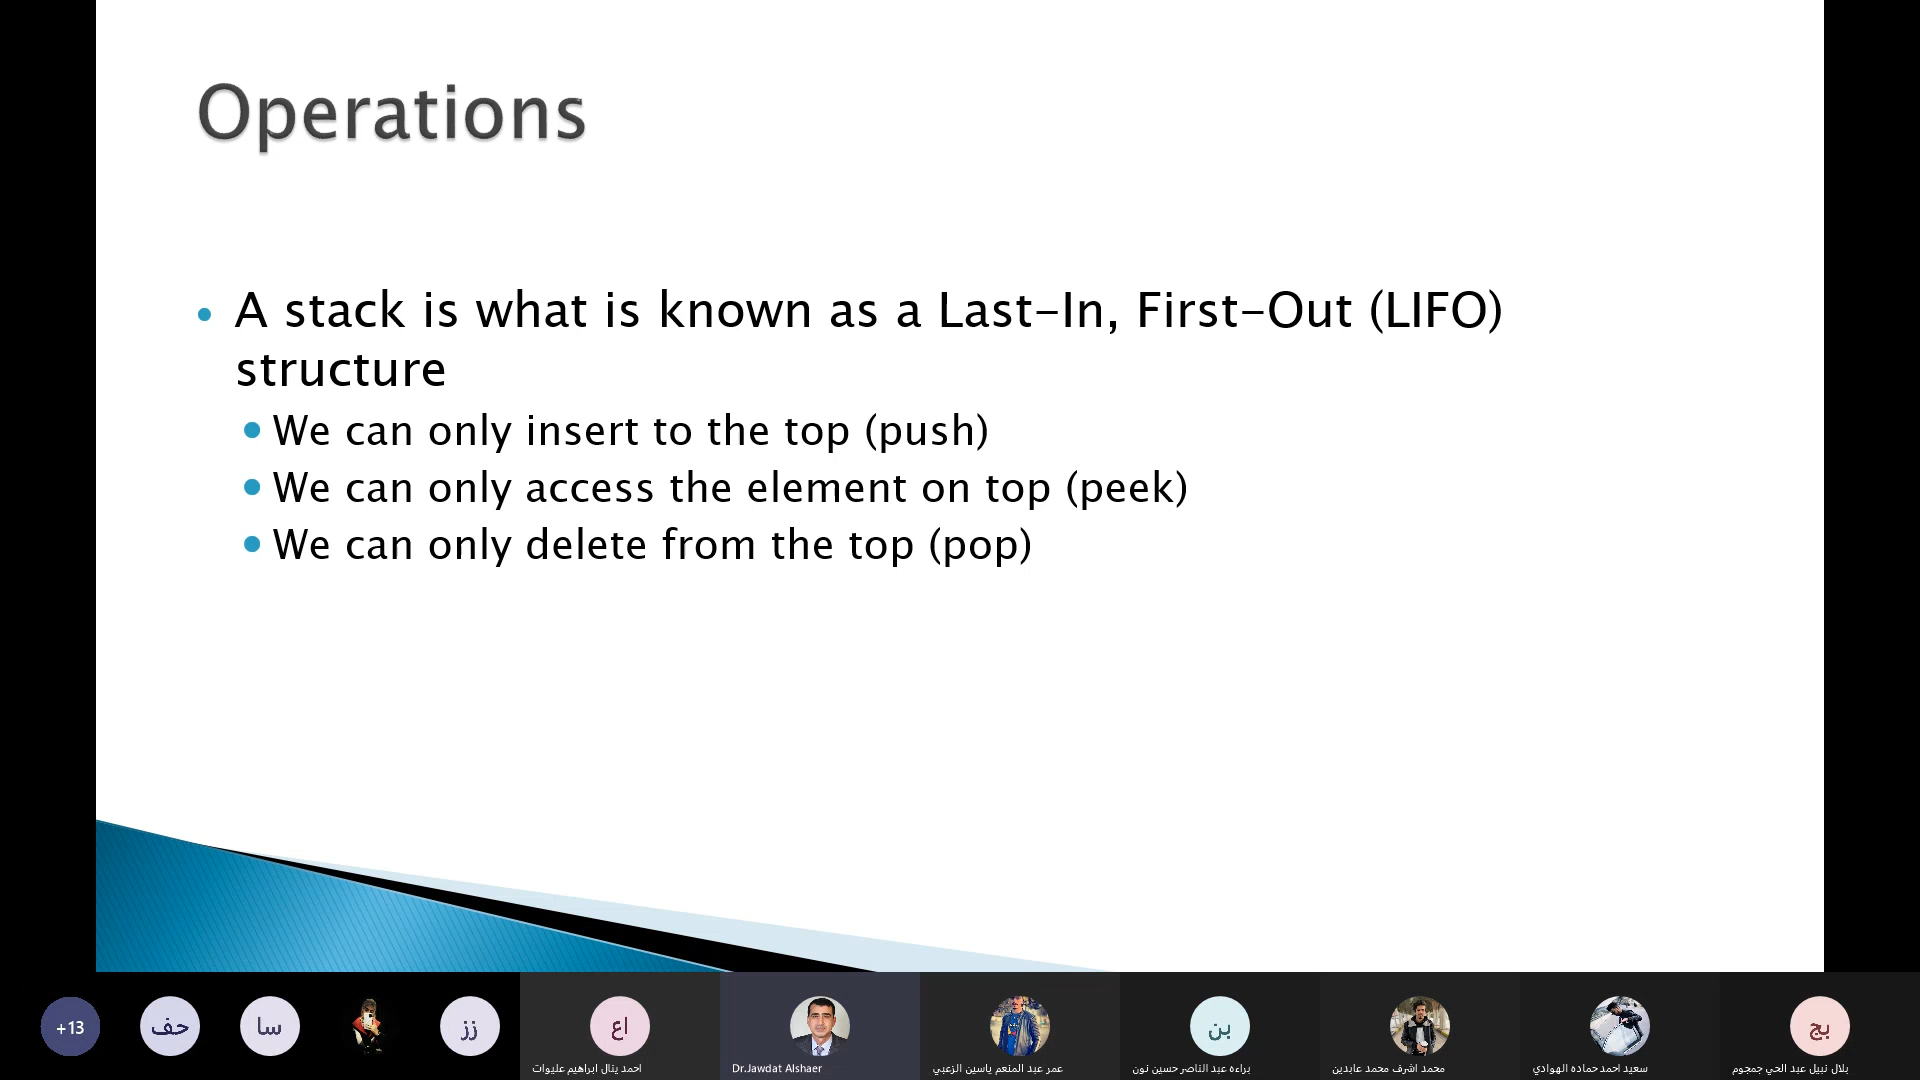 Operations
• A stack is what is known as a Last-In, First-Out (LIFO)
structure
• We can only insert to the top (push)
• We can only access the element on top (peek)
• We can only delete from the top (pop)
+13
حف
سا
زز
اع
بن
بج
احمد ينال ابراهيم عليوات
Dr.Jawdat Alshaer
عمر عبد المنعم ياسين الزعبي
براءه عبد الناصر حسين نون
محمد اشرف محمد عابدين
سعيد احمد حماده الهوادي
بلال نبيل عبد الحي جمجوم